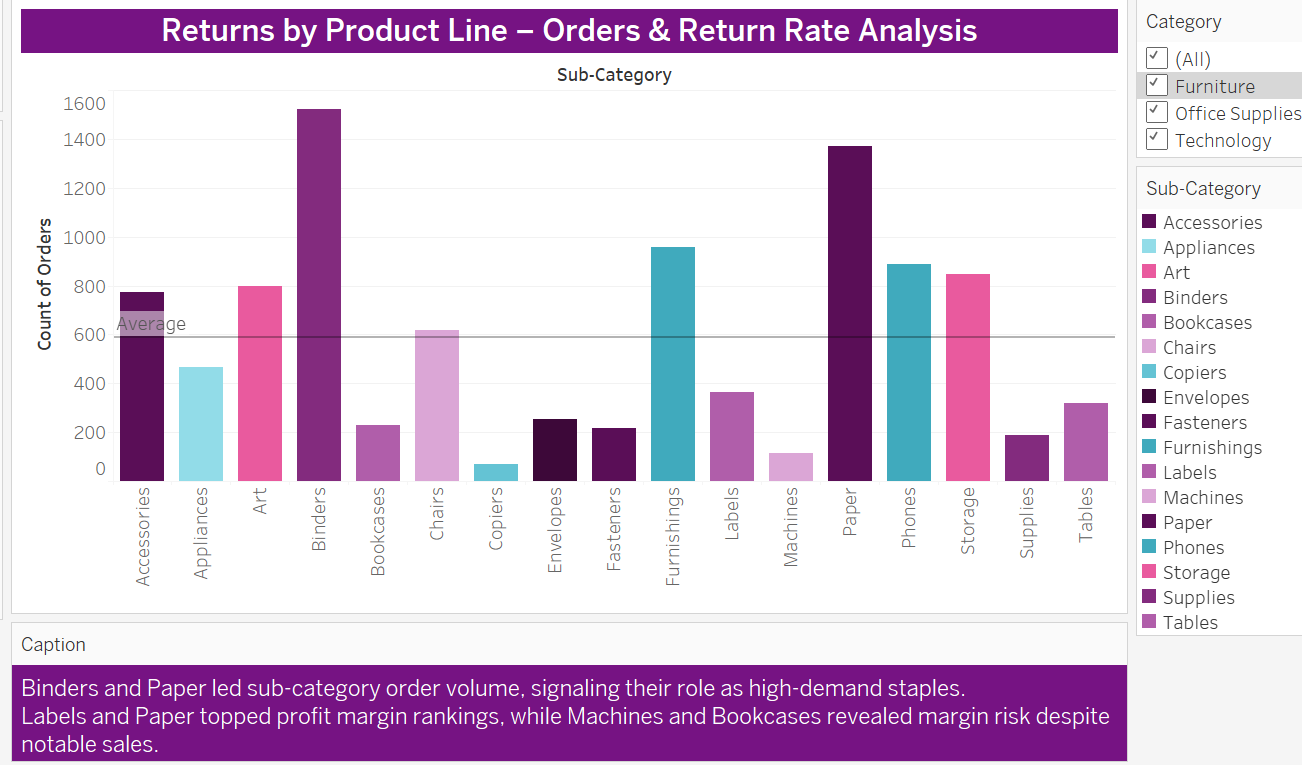 Returns by Product Line – Orders & Return Rate Analysis
Sub-Category
Count of Orders
1600
1400
1200
1000
800
600
400
200
0
Average
Accessories
Appliances
Art
Binders
Bookcases
Chairs
Copiers
Envelopes
Fasteners
Furnishings
Labels
Machines
Paper
Phones
Storage
Supplies
Tables
Category
(All)
Furniture
Office Supplies
Technology
Sub-Category
Accessories
Appliances
Art
Binders
Bookcases
Chairs
Copiers
Envelopes
Fasteners
Furnishings
Labels
Machines
Paper
Phones
Storage
Supplies
Tables
Caption
Binders and Paper led sub-category order volume, signaling their role as high-demand staples.
Labels and Paper topped profit margin rankings, while Machines and Bookcases revealed margin risk despite
notable sales.